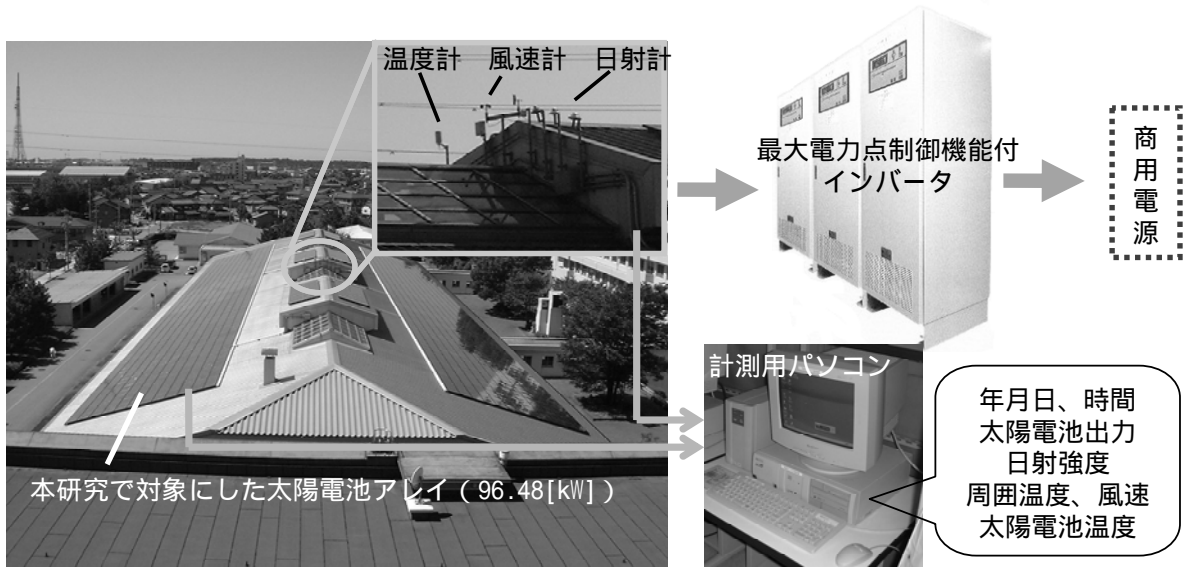 温度計
風速計
日射計
最大電力点制御機能付
インバータ
商
用
電
源
計測用パソコン
年月日、時間
太陽電池出力
日射強度
周囲温度、風速
太陽電池温度
本研究で対象にした太陽電池アレイ（96.48[kW]）